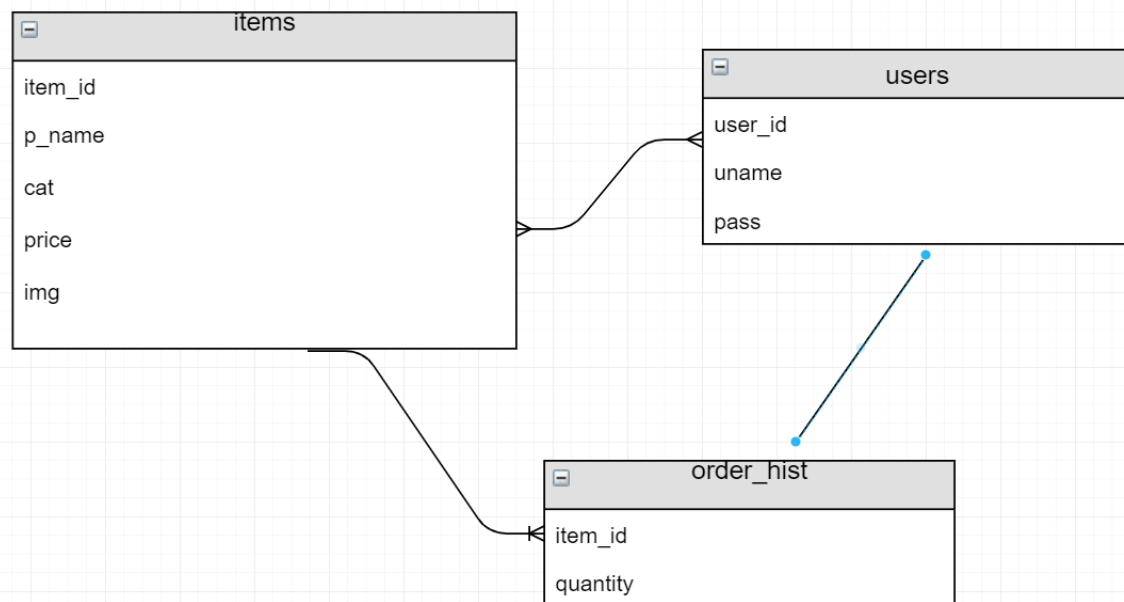 items
item_id
p_name
cat
price
img
users
user_id
uname
pass
order_hist
item_id
quantity